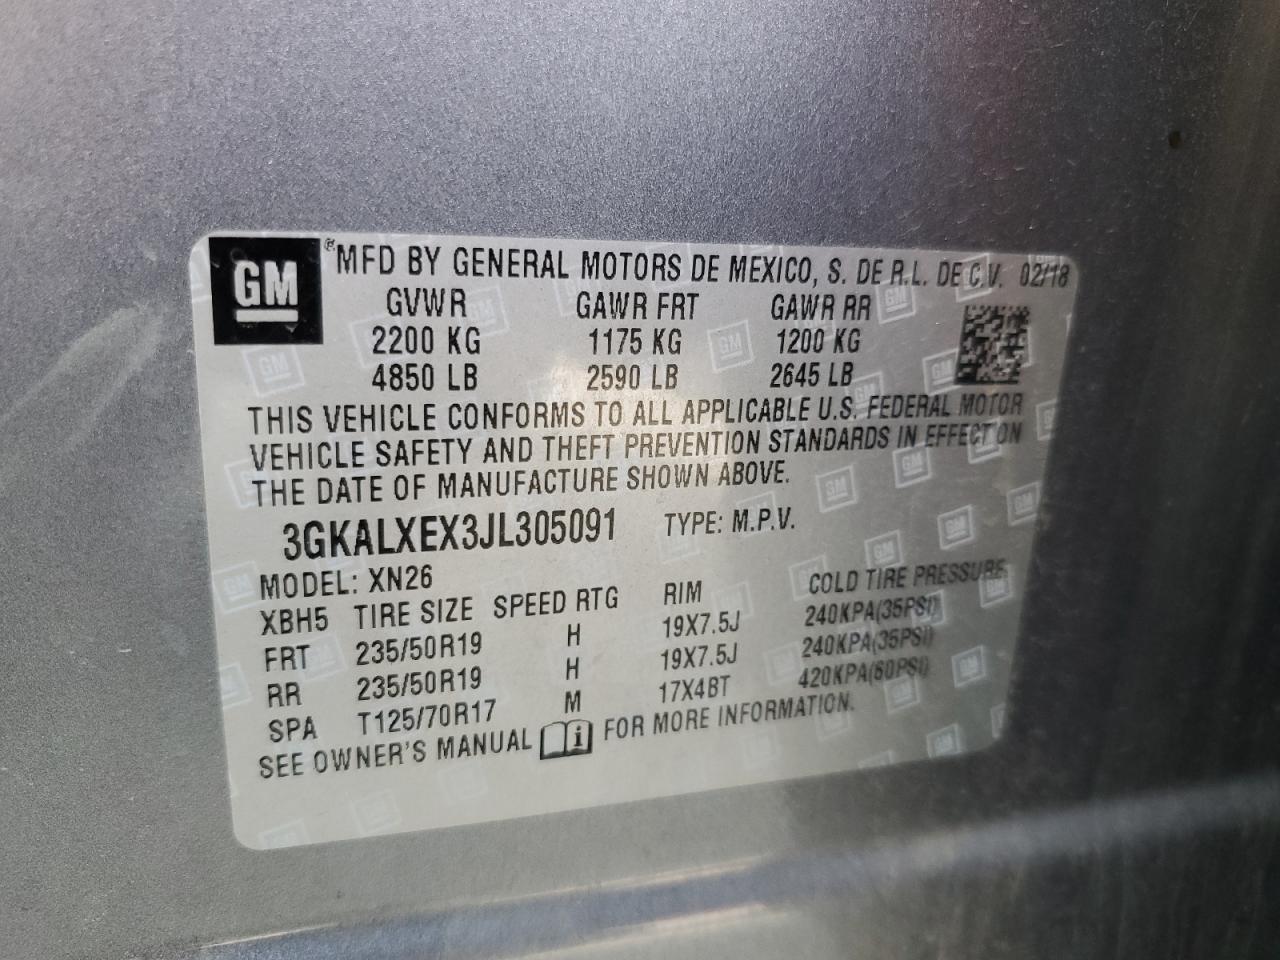 GM ® MFD BY GENERAL MOTORS DE MEXICO, S. DE R.L. DE C.V. 02/18
GVWR GAWR FRT GAWR RR
2200 KG 1175 KG 1200 KG
4850 LB 2590 LB 2645 LB
THIS VEHICLE CONFORMS TO ALL APPLICABLE U.S. FEDERAL MOTOR
VEHICLE SAFETY AND THEFT PREVENTION STANDARDS IN EFFECT ON
THE DATE OF MANUFACTURE SHOWN ABOVE.
3GKALXEX3JL305091 TYPE: M.P.V.
MODEL: XN26
XBH5 TIRE SIZE SPEED RTG RIM COLD TIRE PRESSURE
FRT 235/50R19 H 19X7.5J 240KPA(35PSI)
RR 235/50R19 H 19X7.5J 240KPA(35PSI)
SPA T125/70R17 M 17X4BT 420KPA(60PSI)
SEE OWNER'S MANUAL FOR MORE INFORMATION.